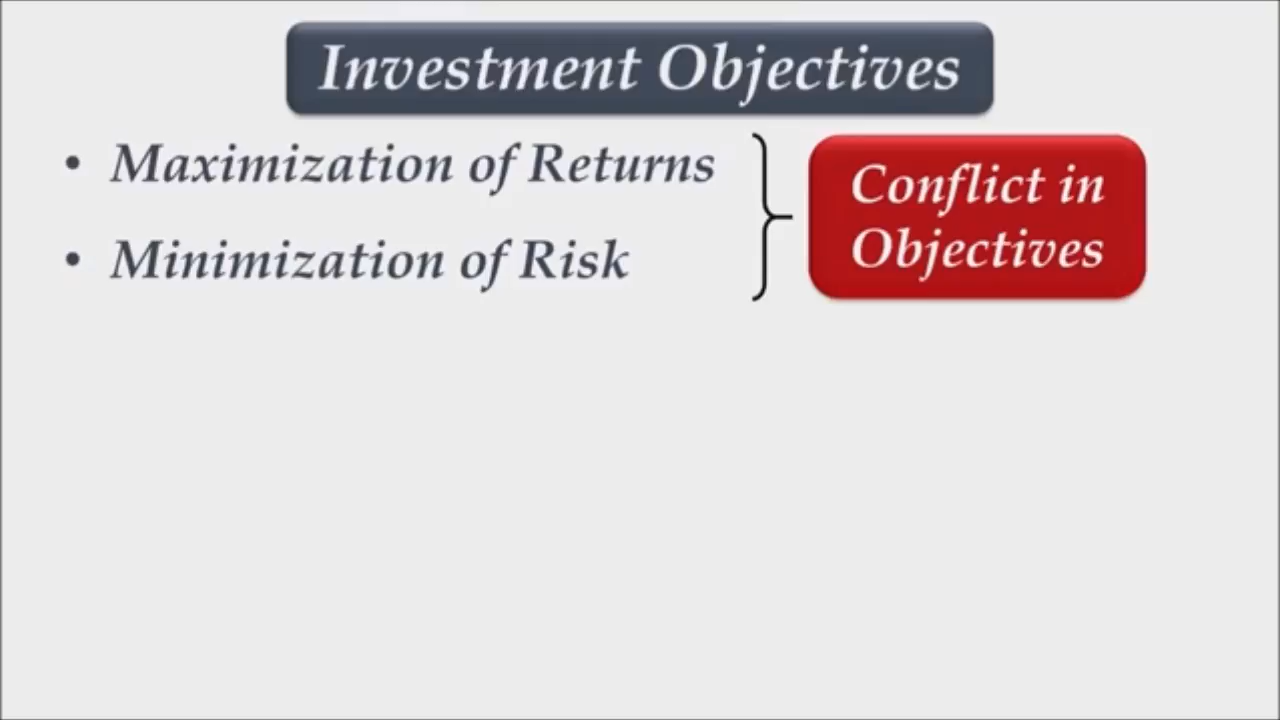 Investment Objectives
• Maximization of Returns
• Minimization of Risk
Conflict in
Objectives